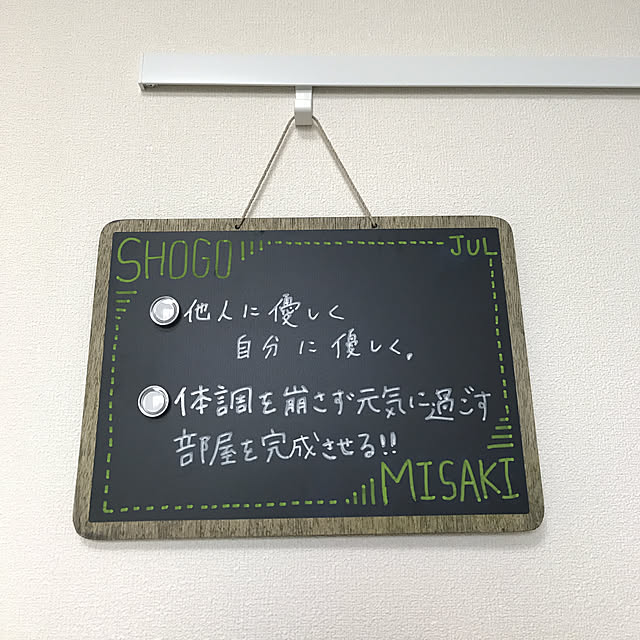 SHOGO
JUL
他人に優しく
自分に優しく.
体調を崩さず元気に過ごす
部屋を完成させる!!
MISAKI